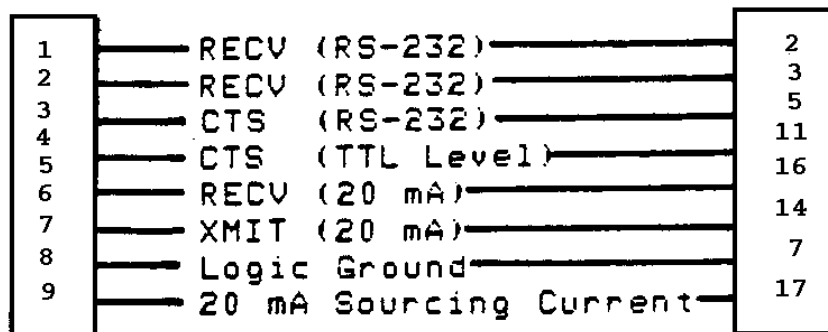 1 RECV (RS-232) 2
2 RECV (RS-232) 3
3 CTS (RS-232) 5
4 11
5 CTS (TTL Level) 16
6 RECV (20 mA)
7 XMIT (20 mA) 14
8 Logic Ground 7
9 20 mA Sourcing Current 17